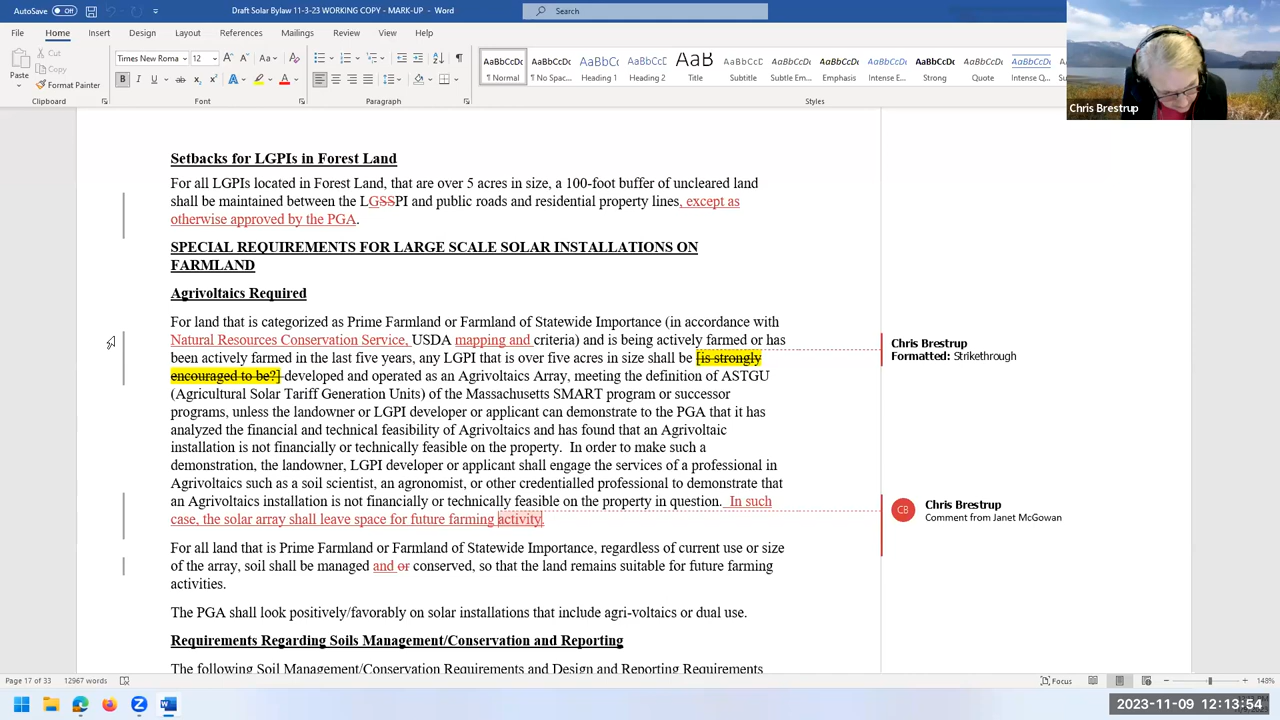 AutoSave Off Draft Solar Bylaw 11-3-23 WORKING COPY - MARK-UP - Word Search
File Home Insert Design Layout References Mailings Review View Help
Cut
Copy
Format Painter
Paste
Times New Roma 12
AaBbCcDc AaBbCcDc AaBbCc AaBbCcD AaB AaBbCcD AaBbCcDc AaBbCcDc AaBbCcDc AaBbCcDc AaBbCcDc AaBbCcDc
¶ Normal ¶ No Spac... Heading 1 Heading 2 Title Subtitle Subtle Em... Emphasis Intense E... Strong Quote Intense Q...
Clipboard Font Paragraph Styles
Chris Brestrup
Setbacks for LGPIs in Forest Land
For all LGPIs located in Forest Land, that are over 5 acres in size, a 100-foot buffer of uncleared land
shall be maintained between the LGSSPI and public roads and residential property lines, except as
otherwise approved by the PGA.
SPECIAL REQUIREMENTS FOR LARGE SCALE SOLAR INSTALLATIONS ON
FARMLAND
Agrivoltaics Required
For land that is categorized as Prime Farmland or Farmland of Statewide Importance (in accordance with
Natural Resources Conservation Service, USDA mapping and criteria) and is being actively farmed or has
been actively farmed in the last five years, any LGPI that is over five acres in size shall be [is strongly
encouraged to be?] developed and operated as an Agrivoltaics Array, meeting the definition of ASTGU
(Agricultural Solar Tariff Generation Units) of the Massachusetts SMART program or successor
programs, unless the landowner or LGPI developer or applicant can demonstrate to the PGA that it has
analyzed the financial and technical feasibility of Agrivoltaics and has found that an Agrivoltaic
installation is not financially or technically feasible on the property. In order to make such a
demonstration, the landowner, LGPI developer or applicant shall engage the services of a professional in
Agrivoltaics such as a soil scientist, an agronomist, or other credentialled professional to demonstrate that
an Agrivoltaics installation is not financially or technically feasible on the property in question. In such
case, the solar array shall leave space for future farming activity.
For all land that is Prime Farmland or Farmland of Statewide Importance, regardless of current use or size
of the array, soil shall be managed and or conserved, so that the land remains suitable for future farming
activities.
The PGA shall look positively/favorably on solar installations that include agri-voltaics or dual use.
Requirements Regarding Soils Management/Conservation and Reporting
The following Soil Management/Conservation Requirements and Design and Reporting Requirements
Chris Brestrup
Formatted: Strikethrough
CB Chris Brestrup
Comment from Janet McGowan
Page 17 of 33 12967 words Focus 148%
2023-11-09 12:13:54